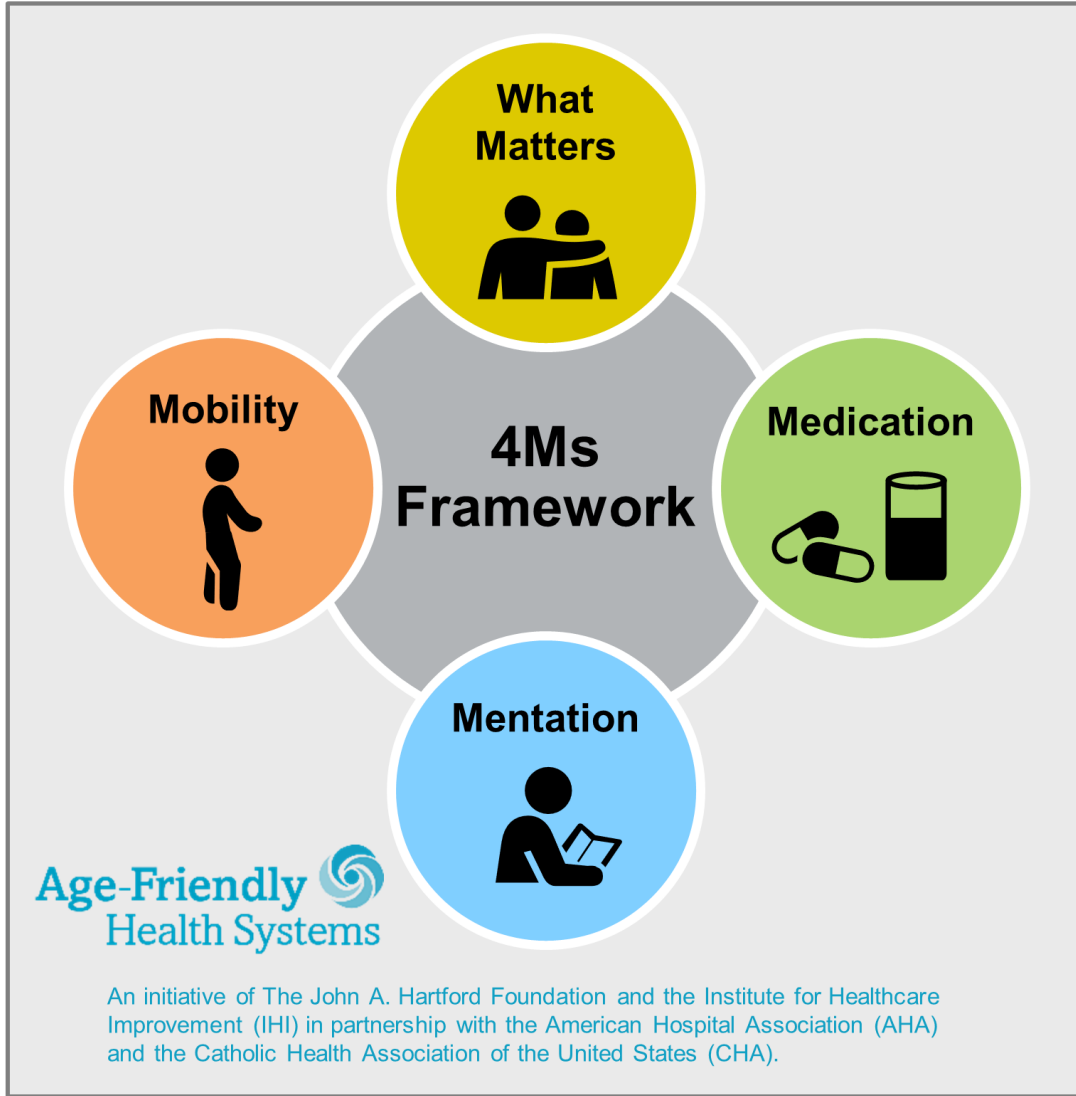 What
Matters
Mobility
4Ms
Framework
Medication
Mentation
Age-Friendly
Health Systems
An initiative of The John A. Hartford Foundation and the Institute for Healthcare
Improvement (IHI) in partnership with the American Hospital Association (AHA)
and the Catholic Health Association of the United States (CHA).